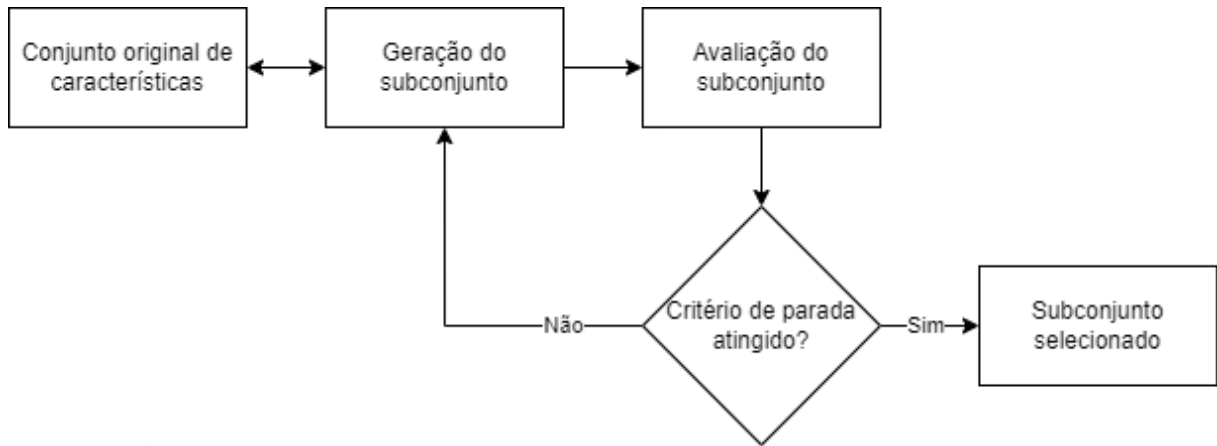 Conjunto original de
características
Geração do
subconjunto
Avaliação do
subconjunto
Critério de parada
atingido?
Não
Sim
Subconjunto
selecionado